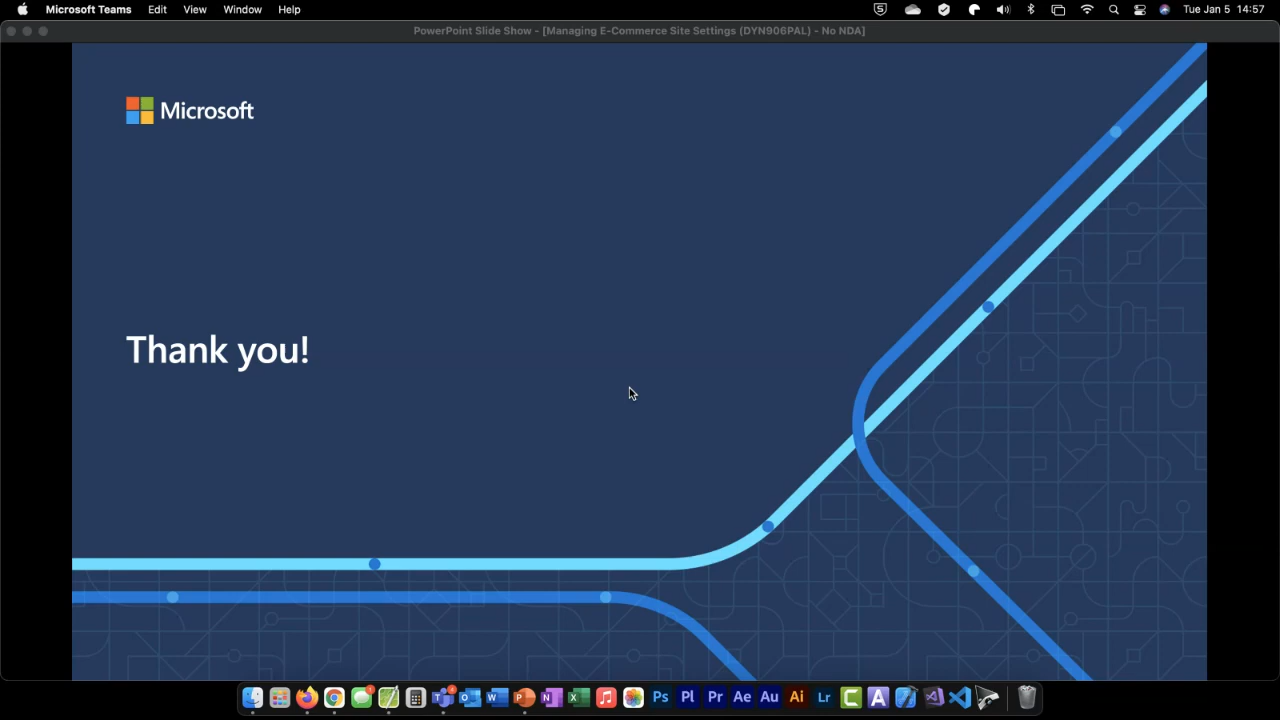 Microsoft Teams Edit View Window Help Tue Jan 5 14:57
PowerPoint Slide Show - [Managing E-Commerce Site Settings (DYN906PAL) - No NDA]
Microsoft
Thank you!
Ps Pl Pr Ae Au Ai Lr